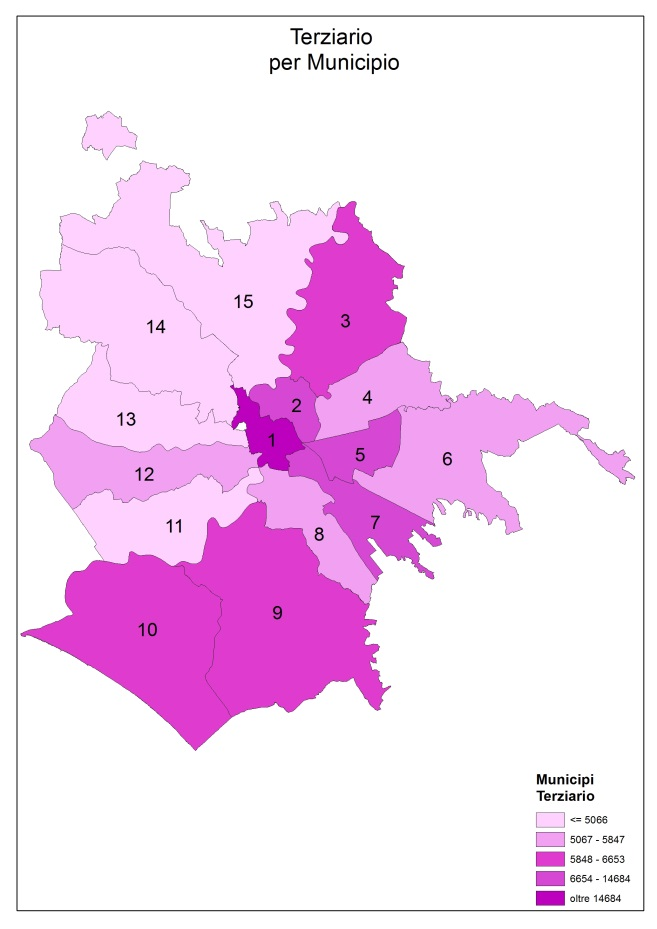 Terziario
per Municipio
15
14
3
2
4
13
1
5
6
12
11
7
8
9
10
Municipi
Terziario
<= 5066
5067 - 5847
5848 - 6653
6654 - 14684
oltre 14684